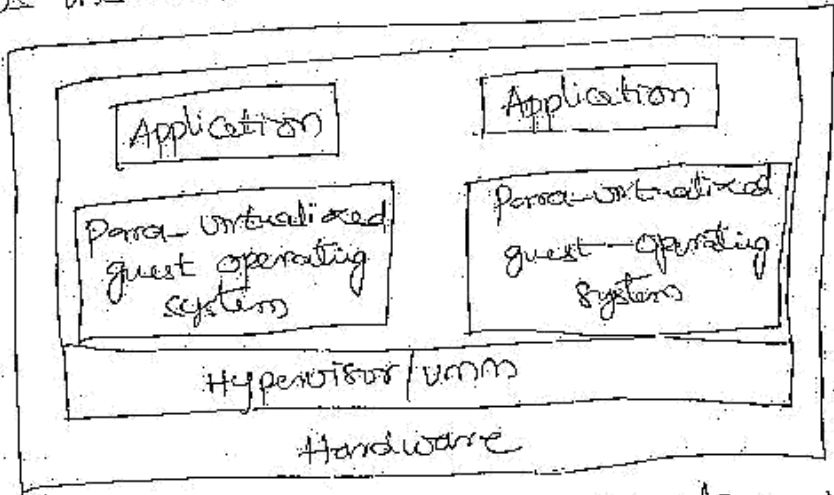 Application
Application
Para-virtualized
guest operating
system
Para-virtualized
guest-operating
system
Hypervisor/VMM
Hardware